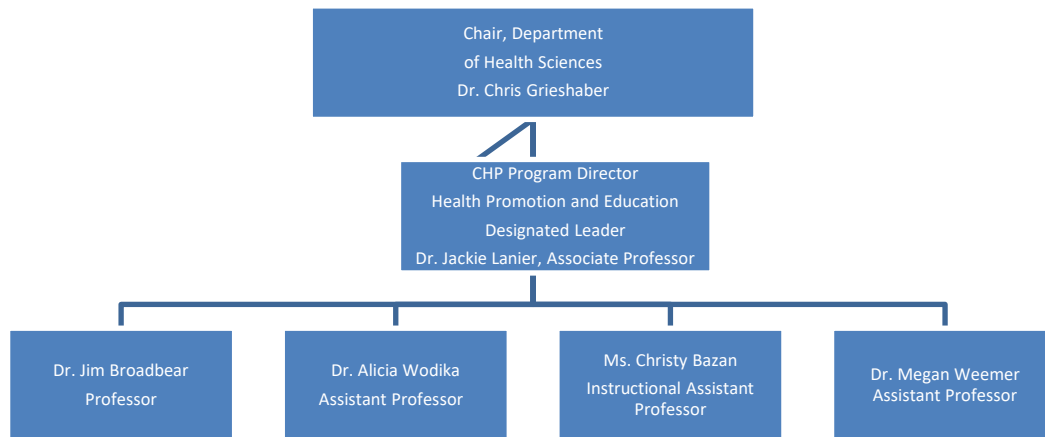 Chair, Department
of Health Sciences
Dr. Chris Grieshaber
CHP Program Director
Health Promotion and Education
Designated Leader
Dr. Jackie Lanier, Associate Professor
Dr. Jim Broadbear
Professor
Dr. Alicia Wodika
Assistant Professor
Ms. Christy Bazan
Instructional Assistant
Professor
Dr. Megan Weemer
Assistant Professor